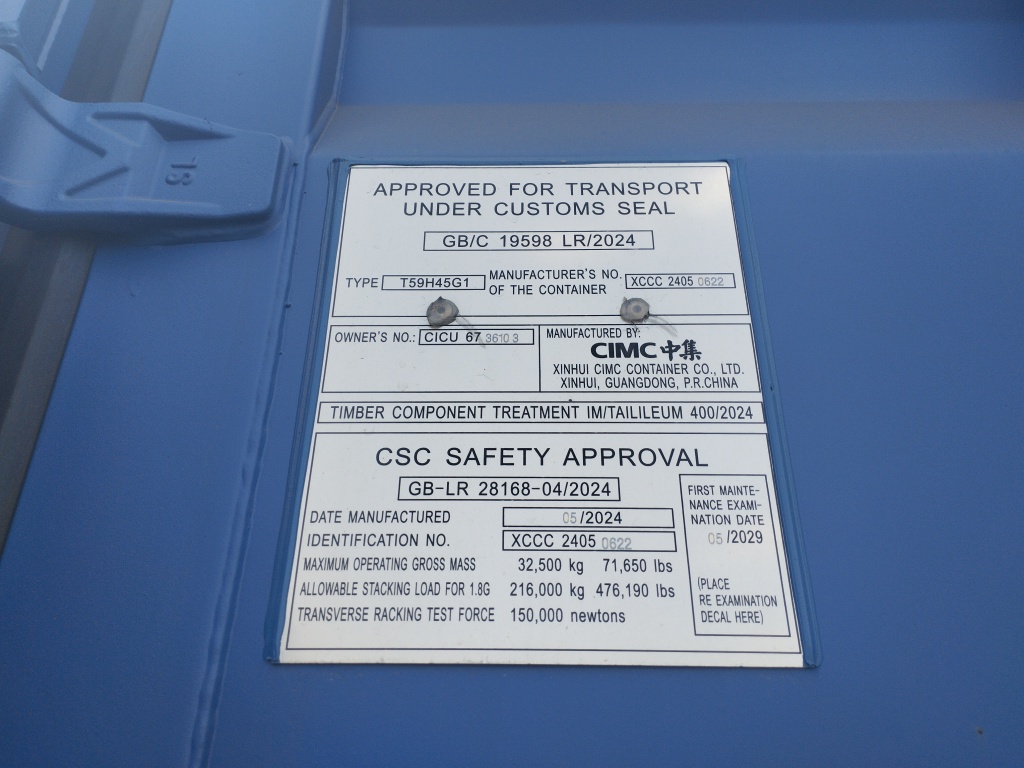 18
APPROVED FOR TRANSPORT
UNDER CUSTOMS SEAL
GB/C 19598 LR/2024
TYPE T59H45G1 MANUFACTURER'S NO. OF THE CONTAINER XCCC 2405 0622
OWNER'S NO.: CICU 67 3610 3
MANUFACTURED BY:
CIMC中集
XINHUI CIMC CONTAINER CO., LTD.
XINHUI, GUANGDONG, P.R.CHINA
TIMBER COMPONENT TREATMENT IM/TAILILEUM 400/2024
CSC SAFETY APPROVAL
GB-LR 28168-04/2024
DATE MANUFACTURED 05/2024
IDENTIFICATION NO. XCCC 2405 0622
MAXIMUM OPERATING GROSS MASS 32,500 kg 71,650 lbs
ALLOWABLE STACKING LOAD FOR 1.8G 216,000 kg 476,190 lbs
TRANSVERSE RACKING TEST FORCE 150,000 newtons
FIRST MAINTE-
NANCE EXAMI-
NATION DATE
05/2029
(PLACE
RE EXAMINATION
DECAL HERE)